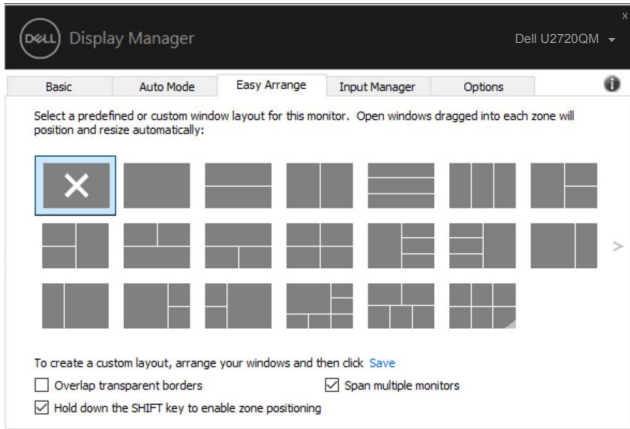 x
DELL Display Manager
Dell U2720QM
Basic Auto Mode Easy Arrange Input Manager Options
Select a predefined or custom window layout for this monitor. Open windows dragged into each zone will
position and resize automatically:
To create a custom layout, arrange your windows and then click Save
Overlap transparent borders
Span multiple monitors
Hold down the SHIFT key to enable zone positioning